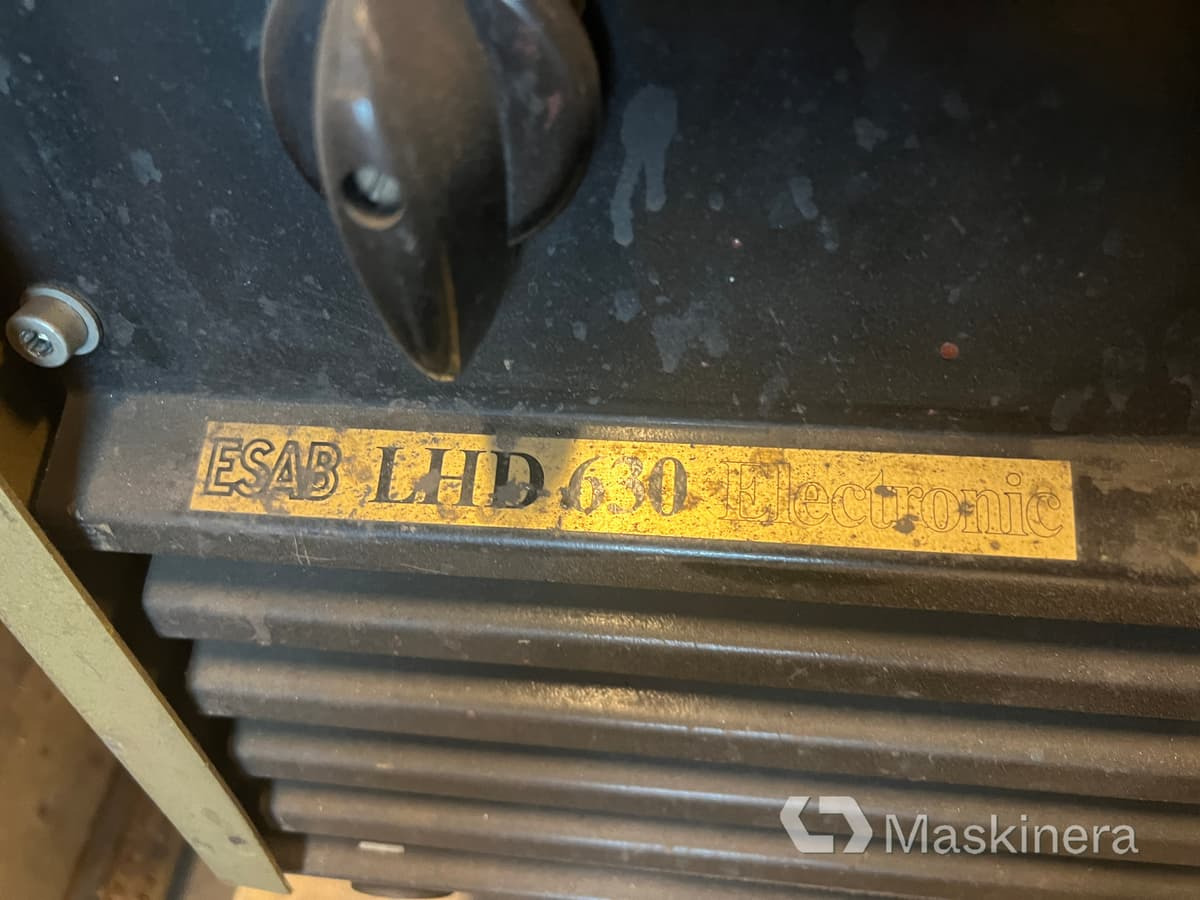 ESAB LHD 630 Electronic
Maskinera